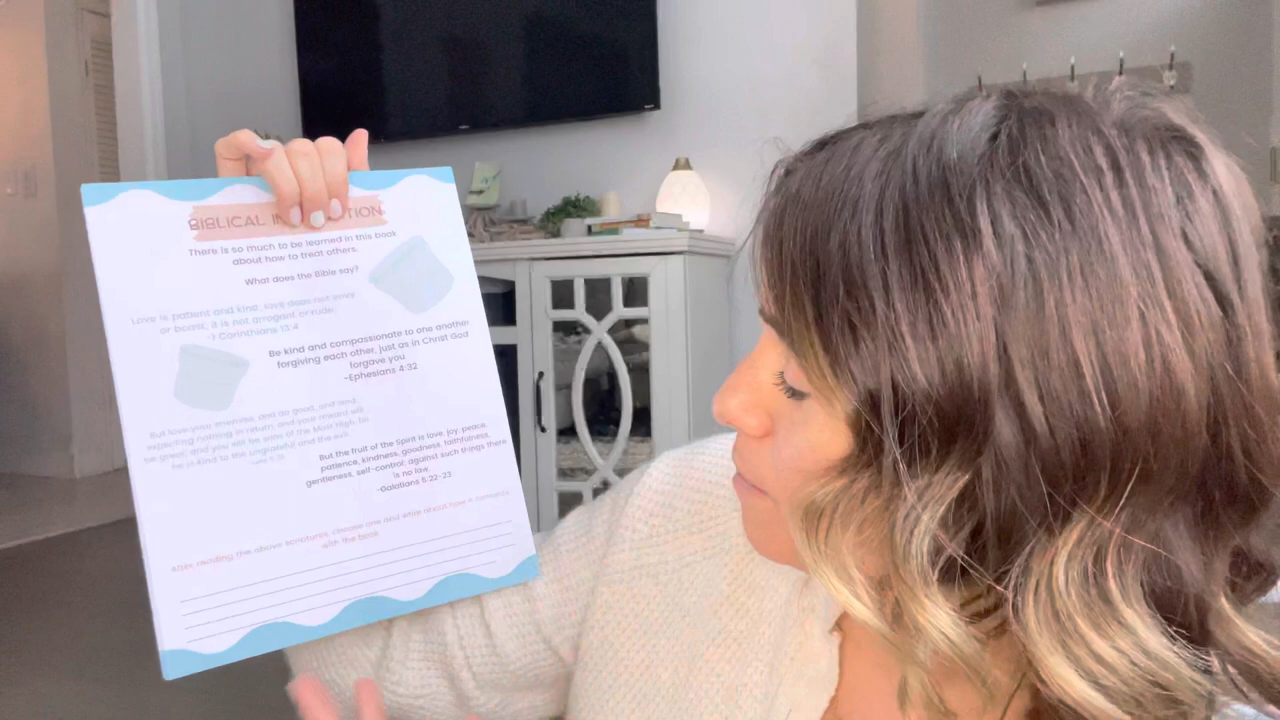 BIBLICAL IN TION
There is so much to be learned in this book
about how to treat others.
What does the Bible say?
Love is patient and kind; love does not envy
or boast; it is not arrogant or rude.
-1 Corinthians 13:4
Be kind and compassionate to one another
forgiving each other, just as in Christ God
forgave you
-Ephesians 4:32
But love your enemies, and do good, and lend,
expecting nothing in return, and your reward will
be great, and you will be sons of the Most High, for
he is kind to the ungrateful and the evil.
But the fruit of the Spirit is love, joy, peace,
patience, kindness, goodness, faithfulness,
gentleness, self-control; against such things there
is no law.
-Galatians 5:22-23
After reading the above scriptures, choose one and write about how it connects
with the book